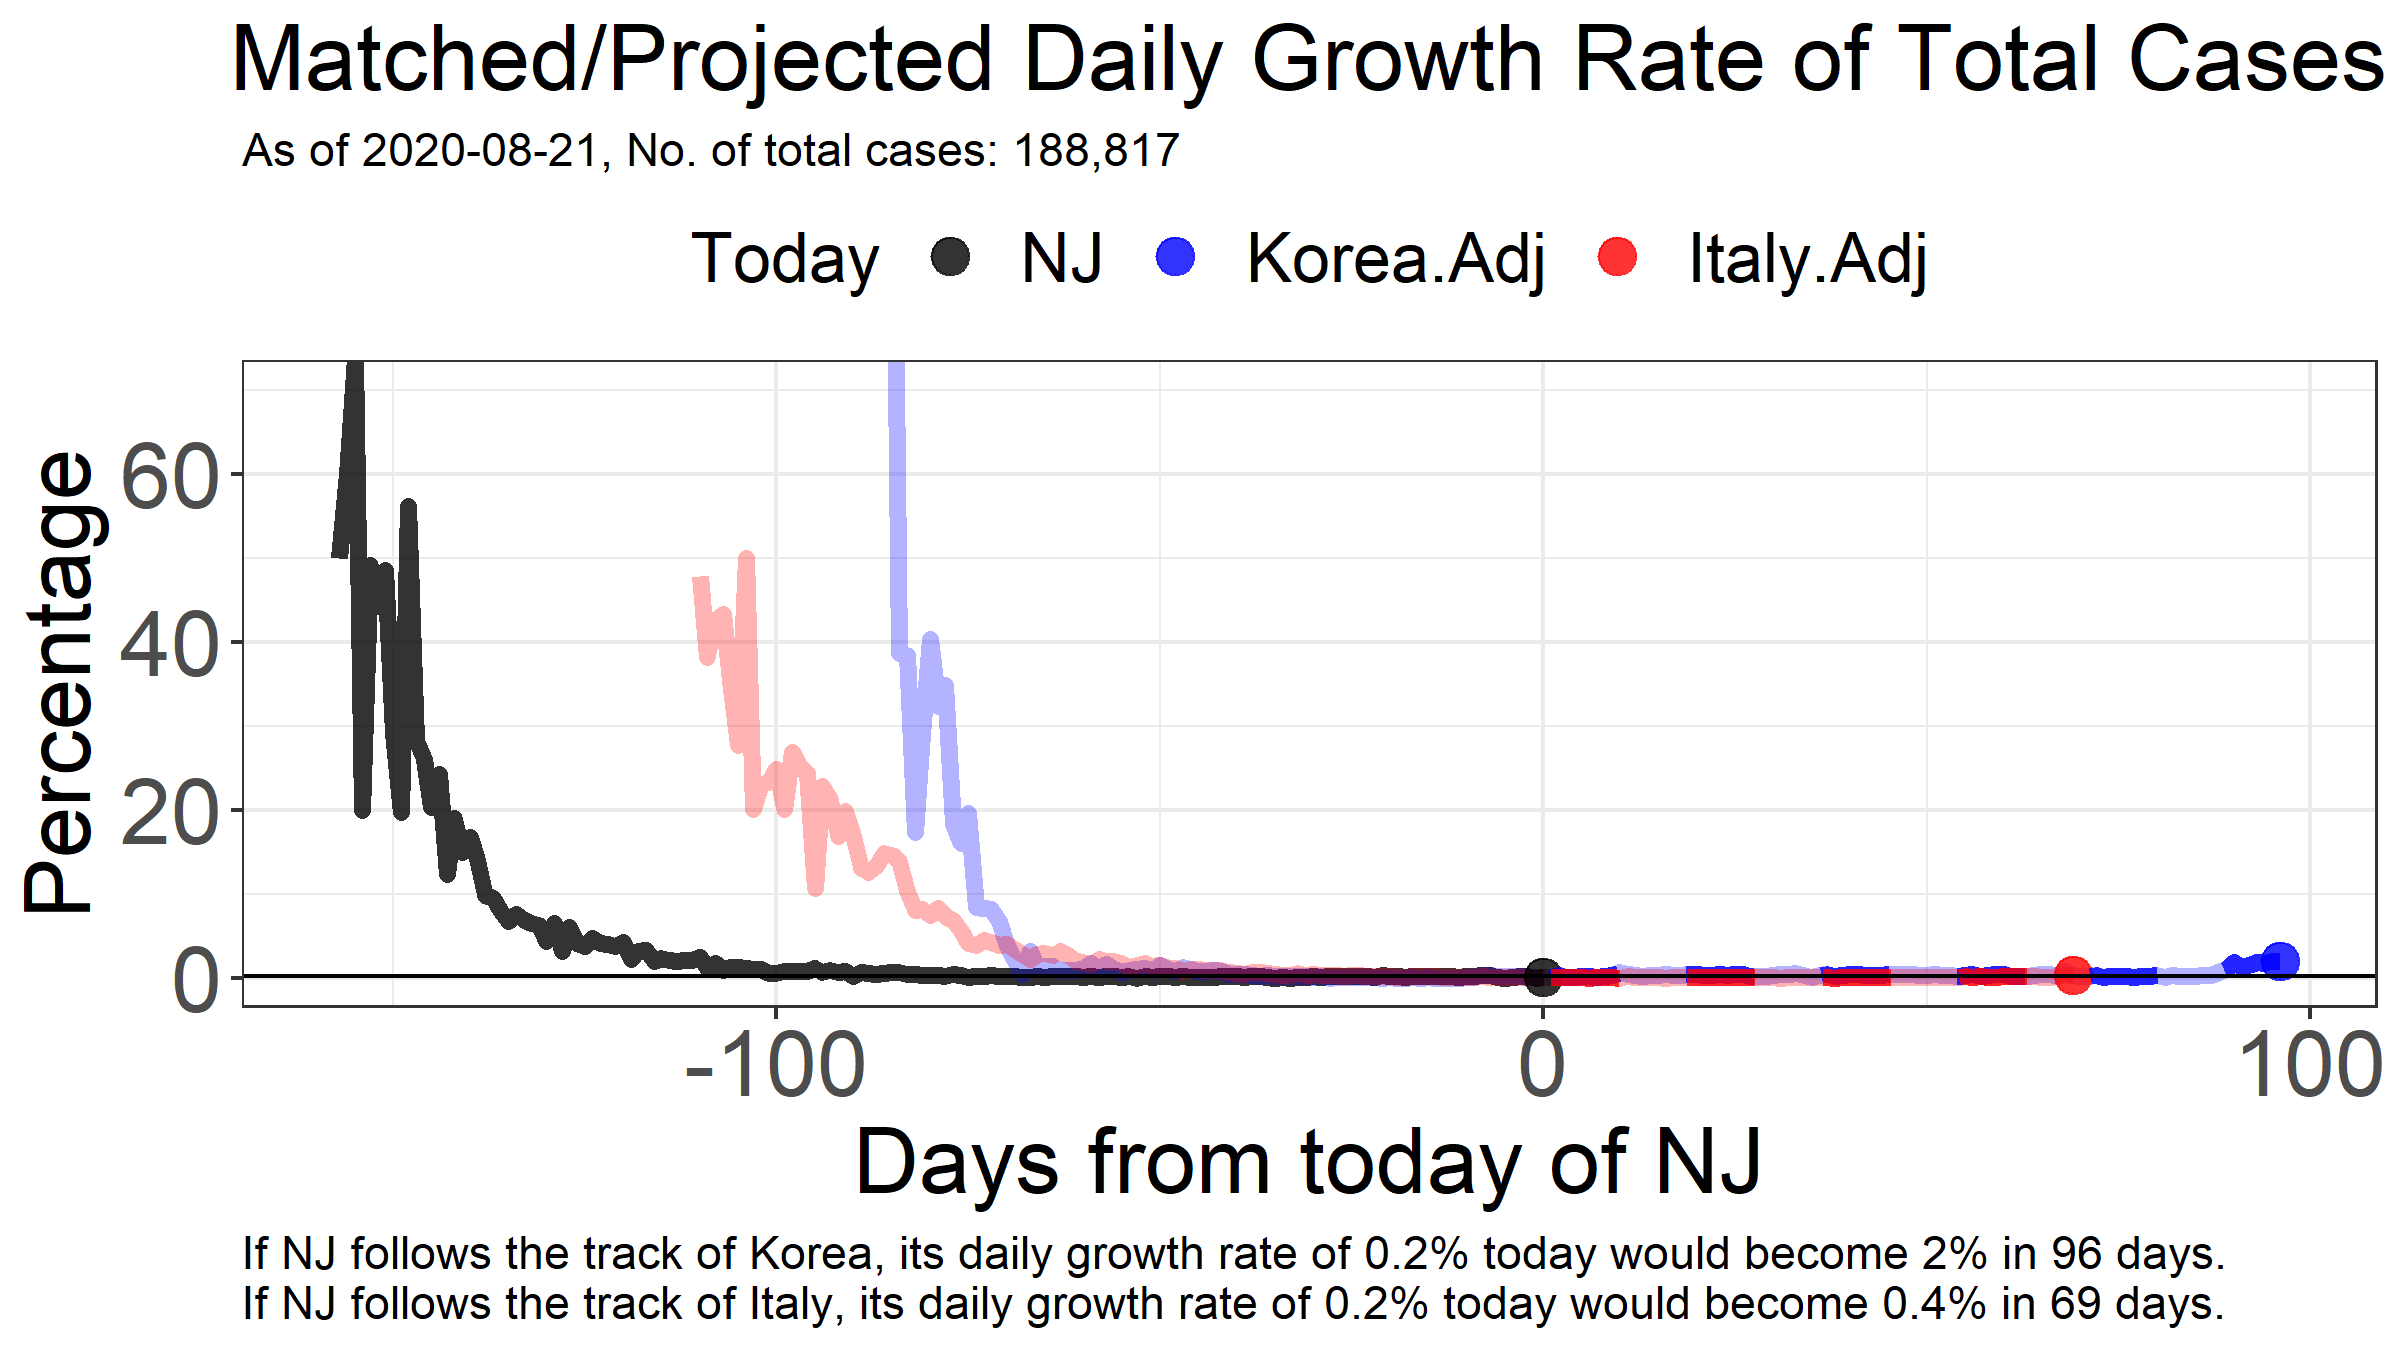 Matched/Projected Daily Growth Rate of Total Cases
As of 2020-08-21, No. of total cases: 188,817
Today NJ Korea.Adj Italy.Adj
Percentage
60
40
20
0
-100 0 100
Days from today of NJ
If NJ follows the track of Korea, its daily growth rate of 0.2% today would become 2% in 96 days.
If NJ follows the track of Italy, its daily growth rate of 0.2% today would become 0.4% in 69 days.